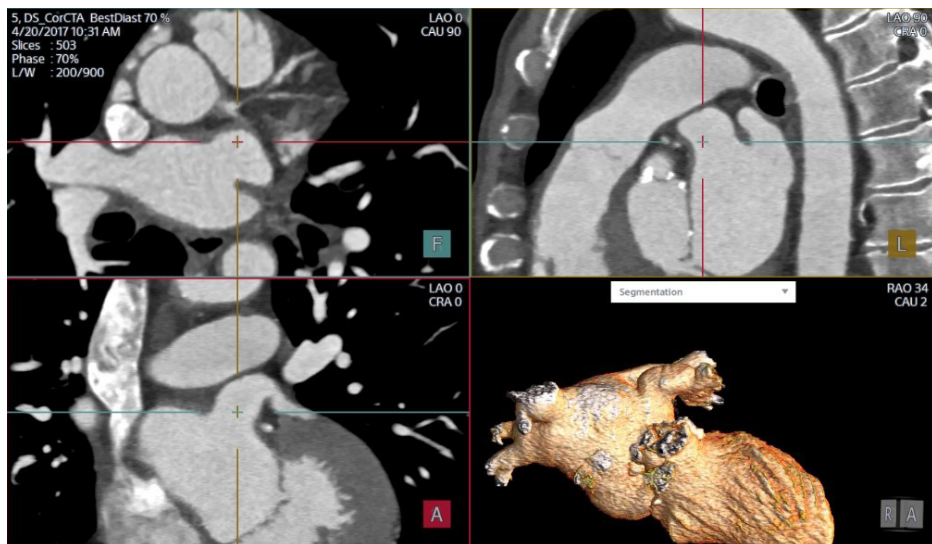 5, DS_CorCTA BestDiast 70 %
4/20/2017 10:31 AM
Slices : 503
Phase : 70%
L/W : 200/900
LAO 0
CAU 90
F
LAO 90
CRA 0
L
LAO 0
CRA 0
A
Segmentation
RAO 34
CAU 2
R A